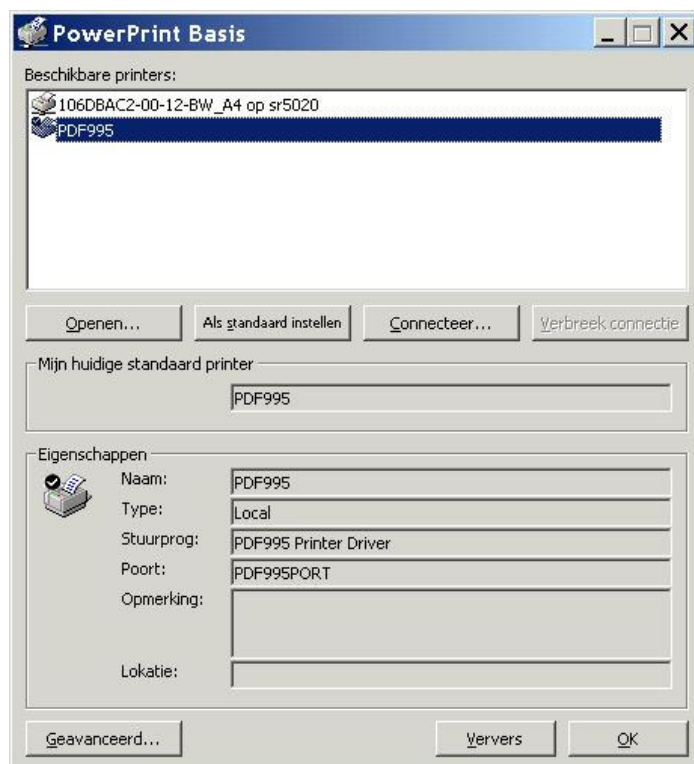 PowerPrint Basis
Beschikbare printers:
106DBAC2-00-12-BW_A4 op sr5020
PDF995
Openen... Als standaard instellen Connecteer... Verbreek connectie
Mijn huidige standaard printer
PDF995
Eigenschappen
Naam: PDF995
Type: Local
Stuurprog: PDF995 Printer Driver
Poort: PDF995PORT
Opmerking:
Lokatie:
Geavanceerd... Ververs OK